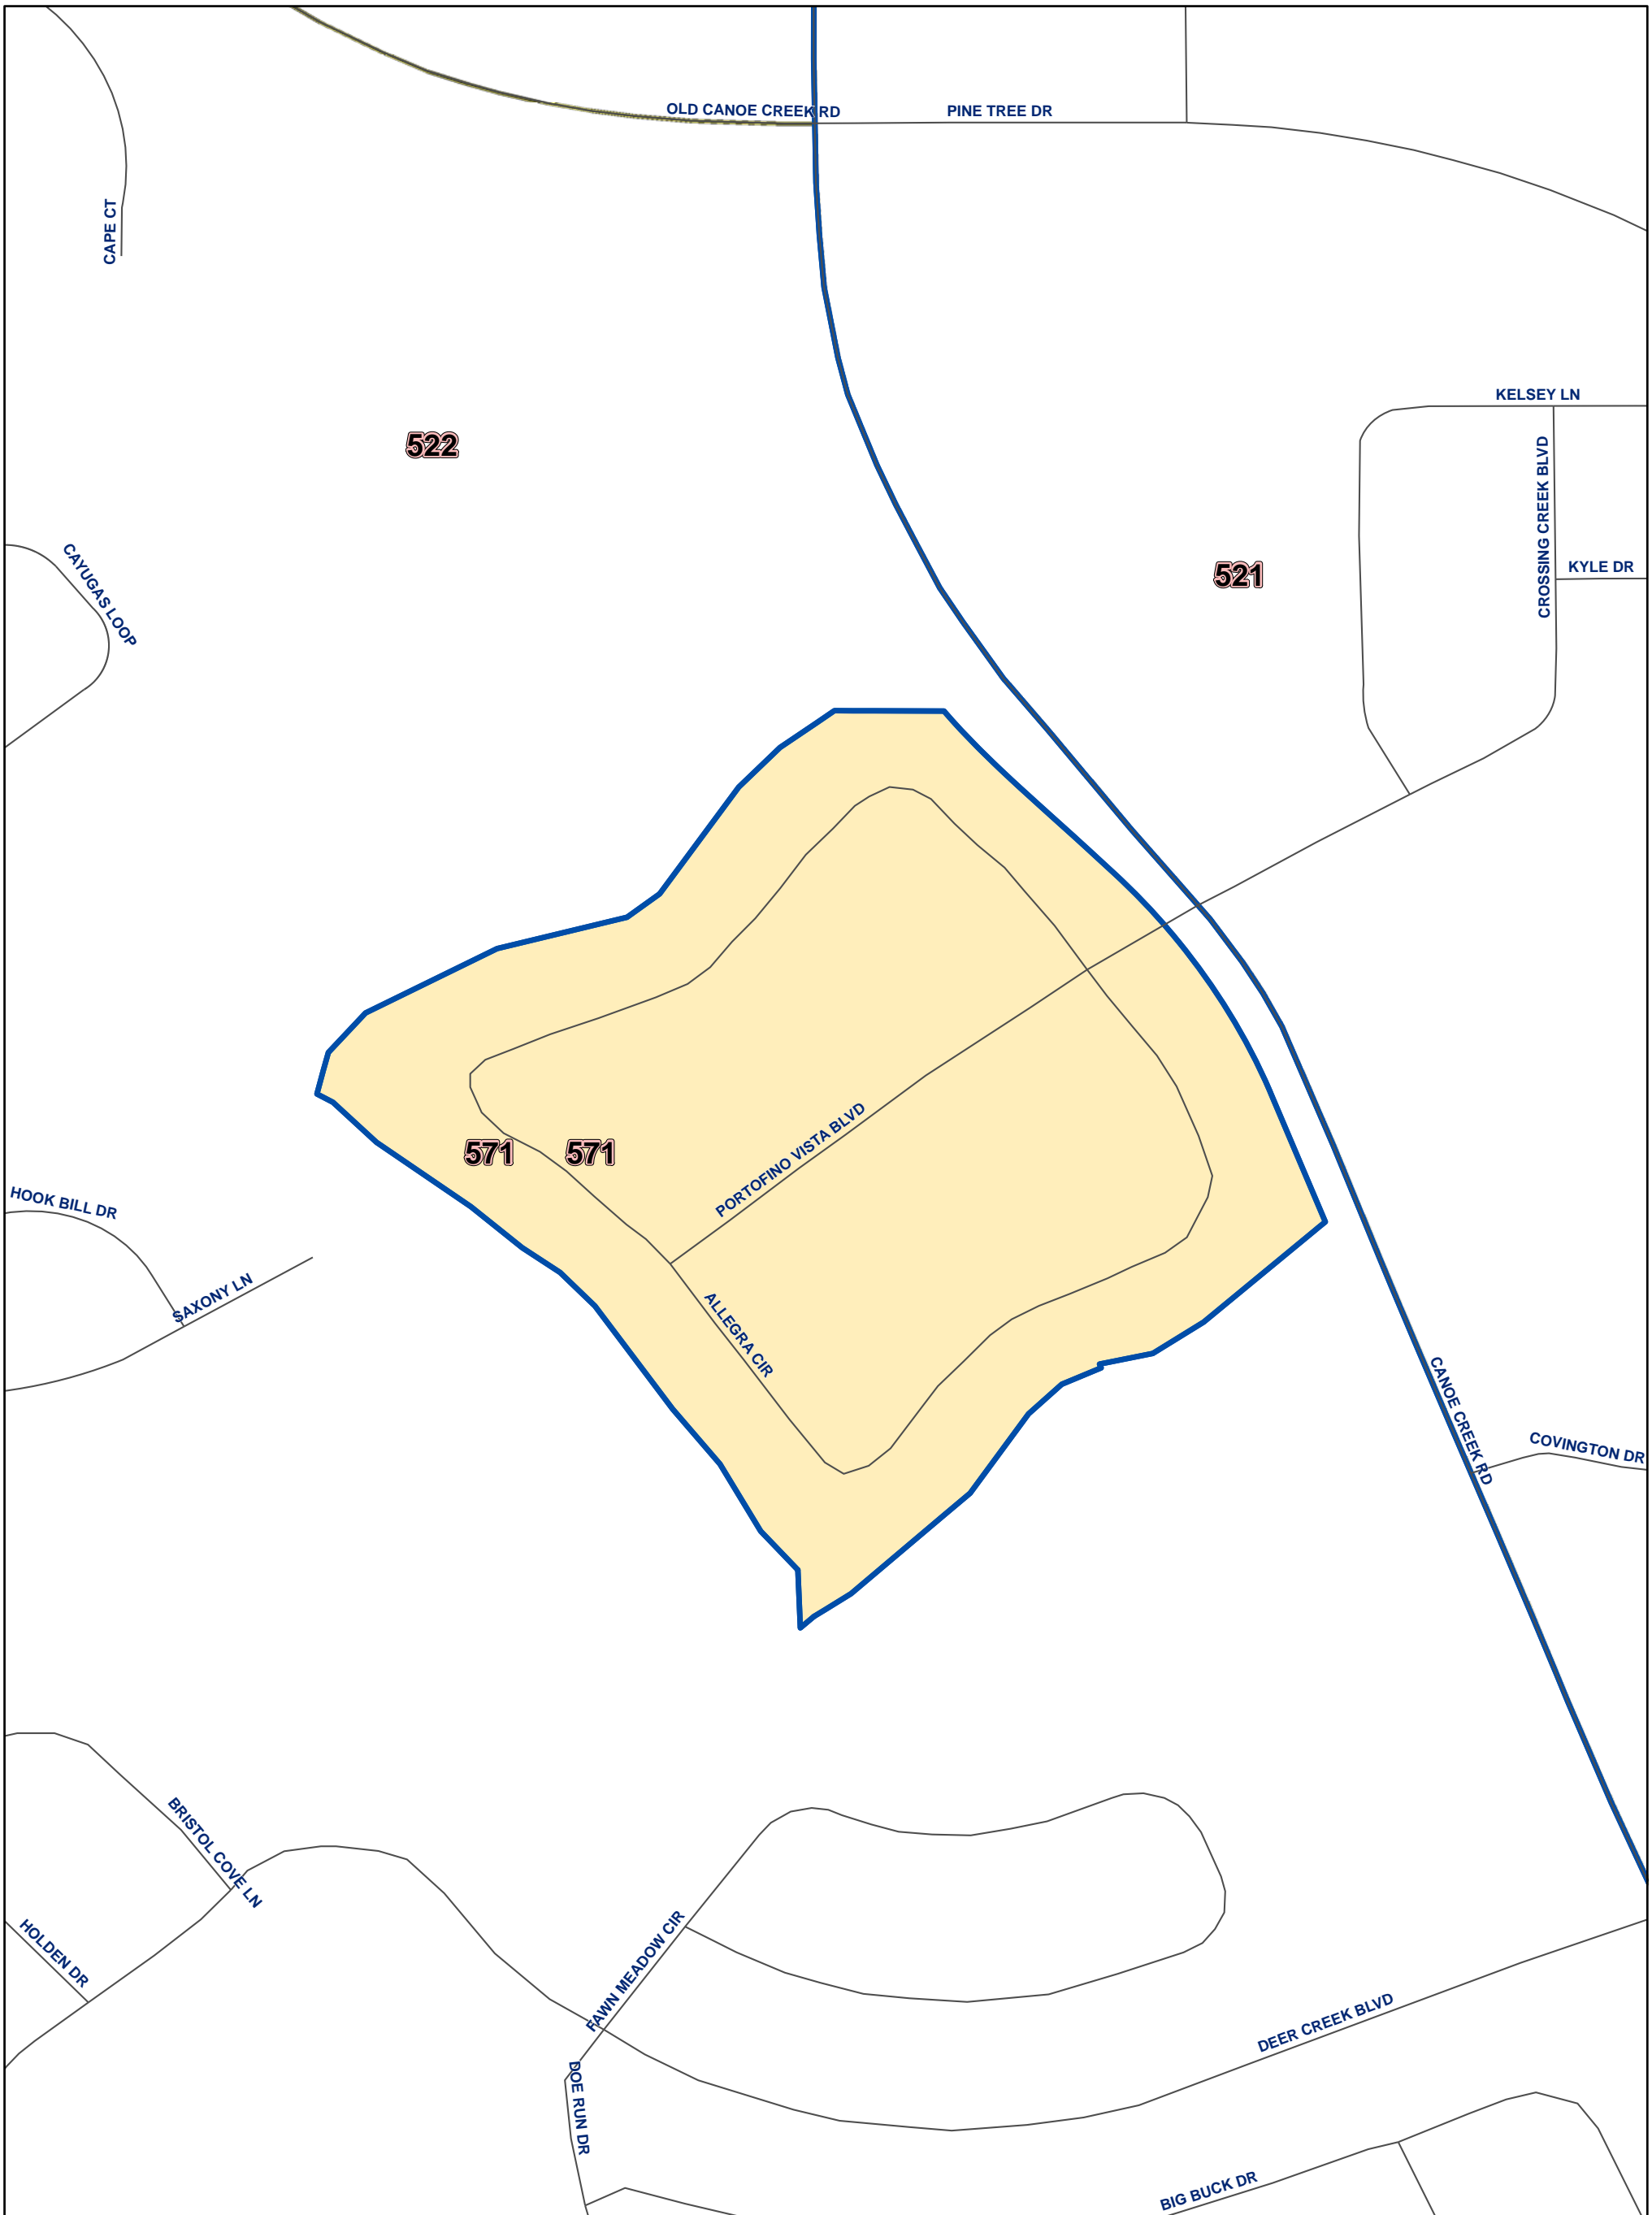 OLD CANOE CREEK RD
PINE TREE DR
CAPE CT
KELSEY LN
522
CROSSING CREEK BLVD
CAYUGAS LOOP
521
KYLE DR
PORTOFINO VISTA BLVD
571
571
HOOK BILL DR
SAXONY LN
ALLEGRA CIR
CANOE CREEK RD
COVINGTON DR
BRISTOL COVE LN
HOLDEN DR
FAWN MEADOW CIR
DEER CREEK BLVD
DOE RUN DR
BIG BUCK DR